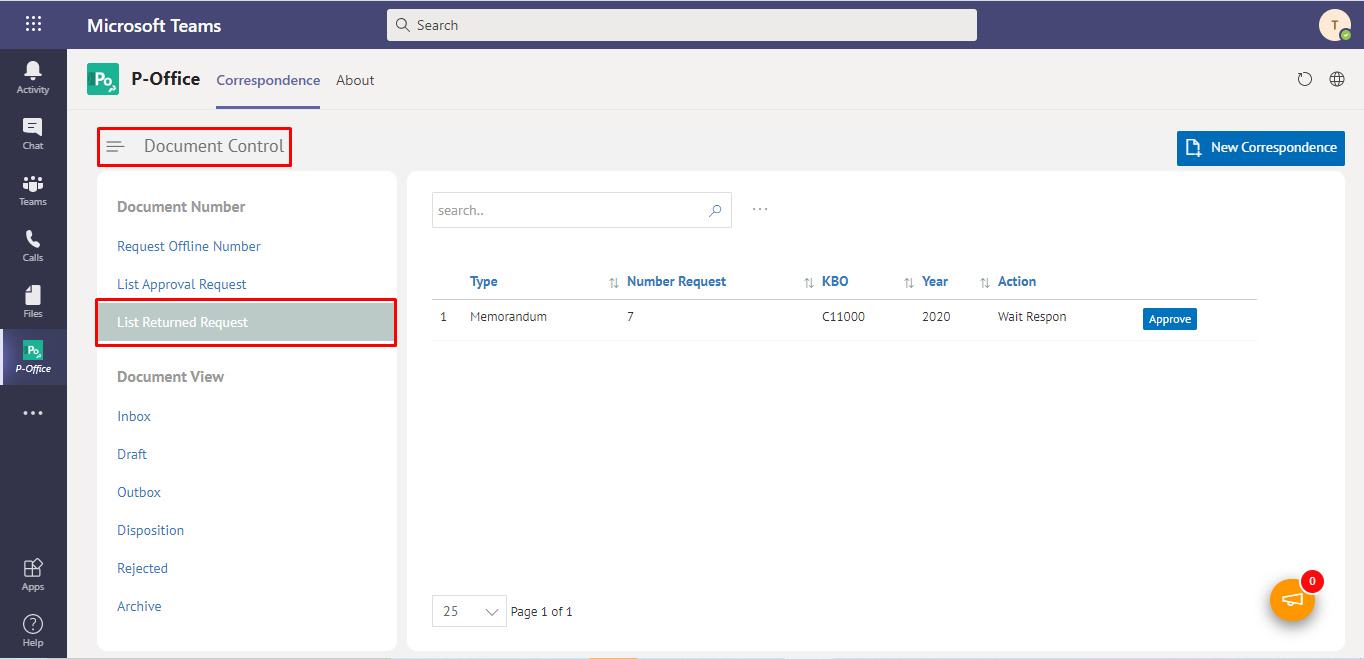 Microsoft Teams
Search
T
Activity
Chat
Teams
Calls
Files
Po
P-Office
Apps
Help
Po
P-Office
Correspondence
About
Document Control
New Correspondence
Document Number
Request Offline Number
List Approval Request
List Returned Request
Document View
Inbox
Draft
Outbox
Disposition
Rejected
Archive
search..
Type Number Request KBO Year Action
1 Memorandum 7 C11000 2020 Wait Respon Approve
25 Page 1 of 1
0